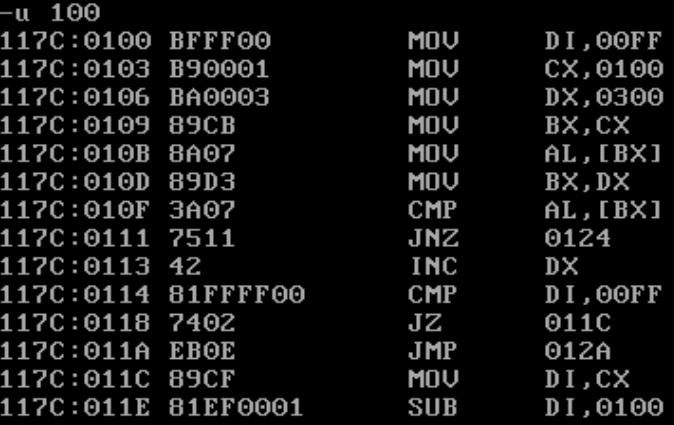 -u 100
117C:0100 BFFF00 MOV DI,00FF
117C:0103 B90001 MOV CX,0100
117C:0106 BA0003 MOV DX,0300
117C:0109 89CB MOV BX,CX
117C:010B 8A07 MOV AL,[BX]
117C:010D 89D3 MOV BX,DX
117C:010F 3A07 CMP AL,[BX]
117C:0111 7511 JNZ 0124
117C:0113 42 INC DX
117C:0114 81FFFF00 CMP DI,00FF
117C:0118 7402 JZ 011C
117C:011A EB0E JMP 012A
117C:011C 89CF MOV DI,CX
117C:011E 81EF0001 SUB DI,0100